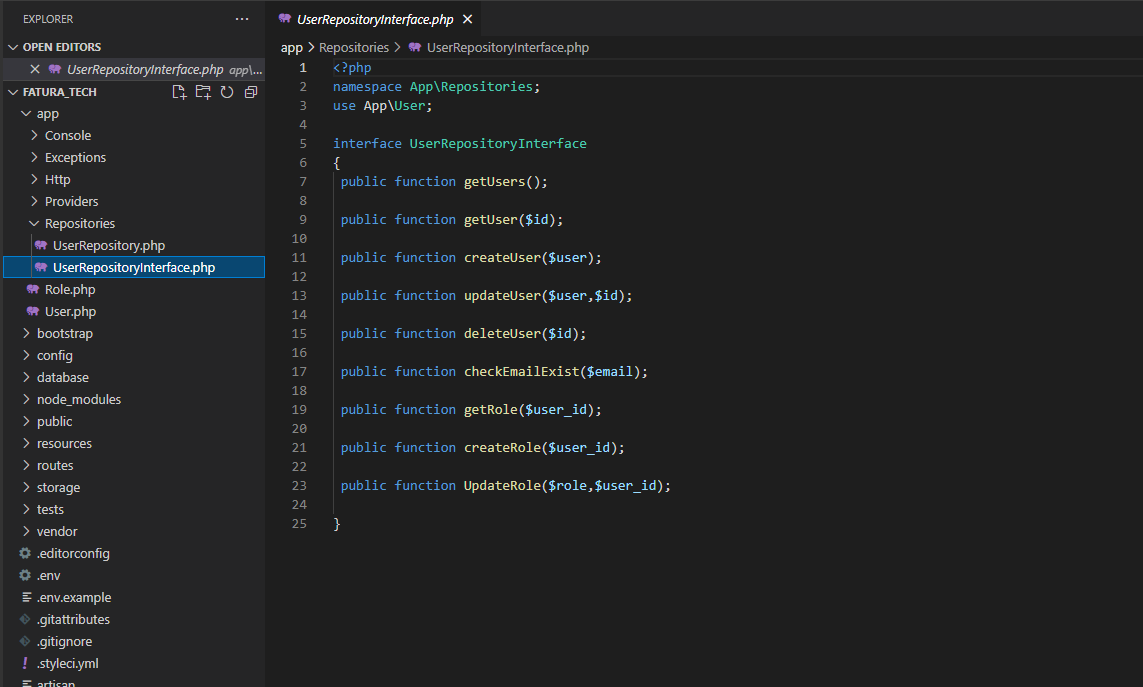 EXPLORER
OPEN EDITORS
UserRepositoryInterface.php app\...
FATURA_TECH
app
Console
Exceptions
Http
Providers
Repositories
UserRepository.php
UserRepositoryInterface.php
Role.php
User.php
bootstrap
config
database
node_modules
public
resources
routes
storage
tests
vendor
.editorconfig
.env
.env.example
.gitattributes
.gitignore
.styleci.yml
artisan
UserRepositoryInterface.php
app > Repositories > UserRepositoryInterface.php
1 <?php
2 namespace App\Repositories;
3 use App\User;
4
5 interface UserRepositoryInterface
6 {
7 public function getUsers();
8
9 public function getUser($id);
10
11 public function createUser($user);
12
13 public function updateUser($user,$id);
14
15 public function deleteUser($id);
16
17 public function checkEmailExist($email);
18
19 public function getRole($user_id);
20
21 public function createRole($user_id);
22
23 public function UpdateRole($role,$user_id);
24
25 }